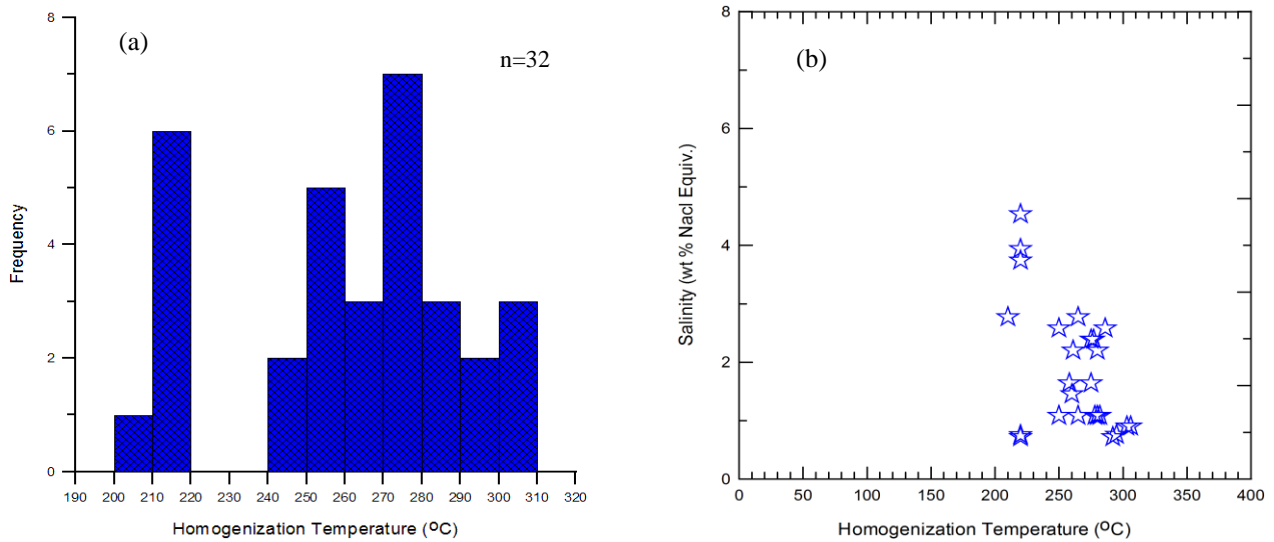 (a)
n=32
8
6
4
2
0
Frequency
190 200 210 220 230 240 250 260 270 280 290 300 310 320
Homogenization Temperature (ºC)
(b)
8
6
4
2
0
Salinity (wt % Nacl Equiv.)
0 50 100 150 200 250 300 350 400
Homogenization Temperature (ºC)